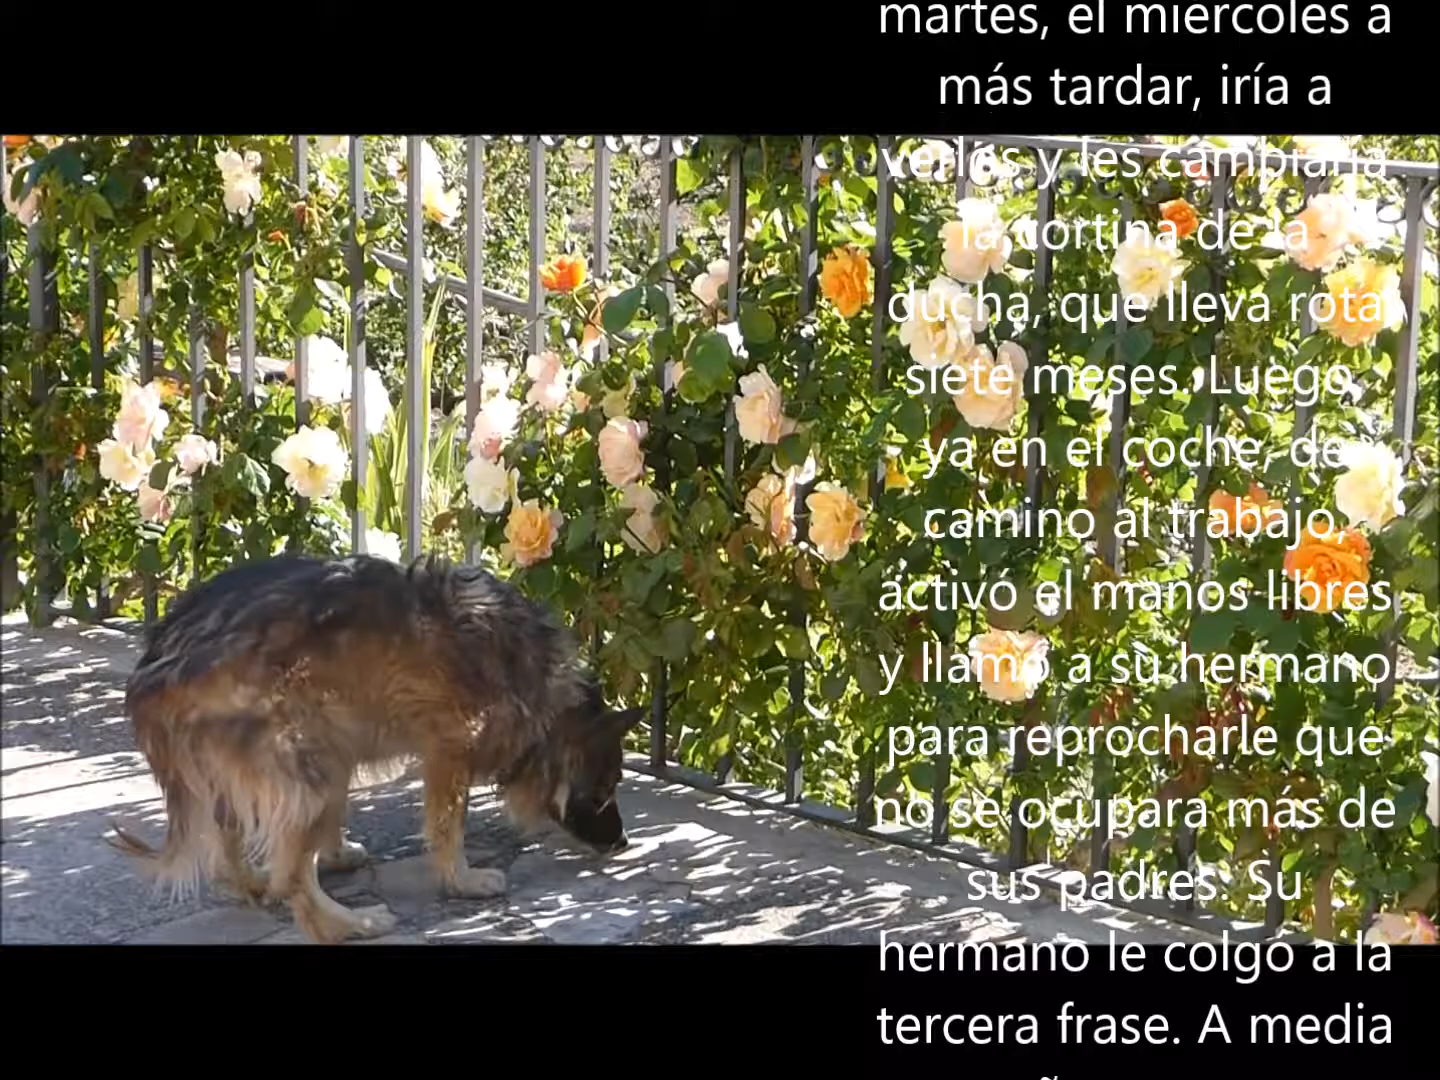 martes, el miércoles a
más tardar, iría a
verlos y les cambiaría
la cortina de la
ducha, que lleva rota
siete meses. Luego,
ya en el coche, de
camino al trabajo,
activó el manos libres
y llamó a su hermano
para reprocharle que
no se ocupara más de
sus padres. Su
hermano le colgó a la
tercera frase. A media